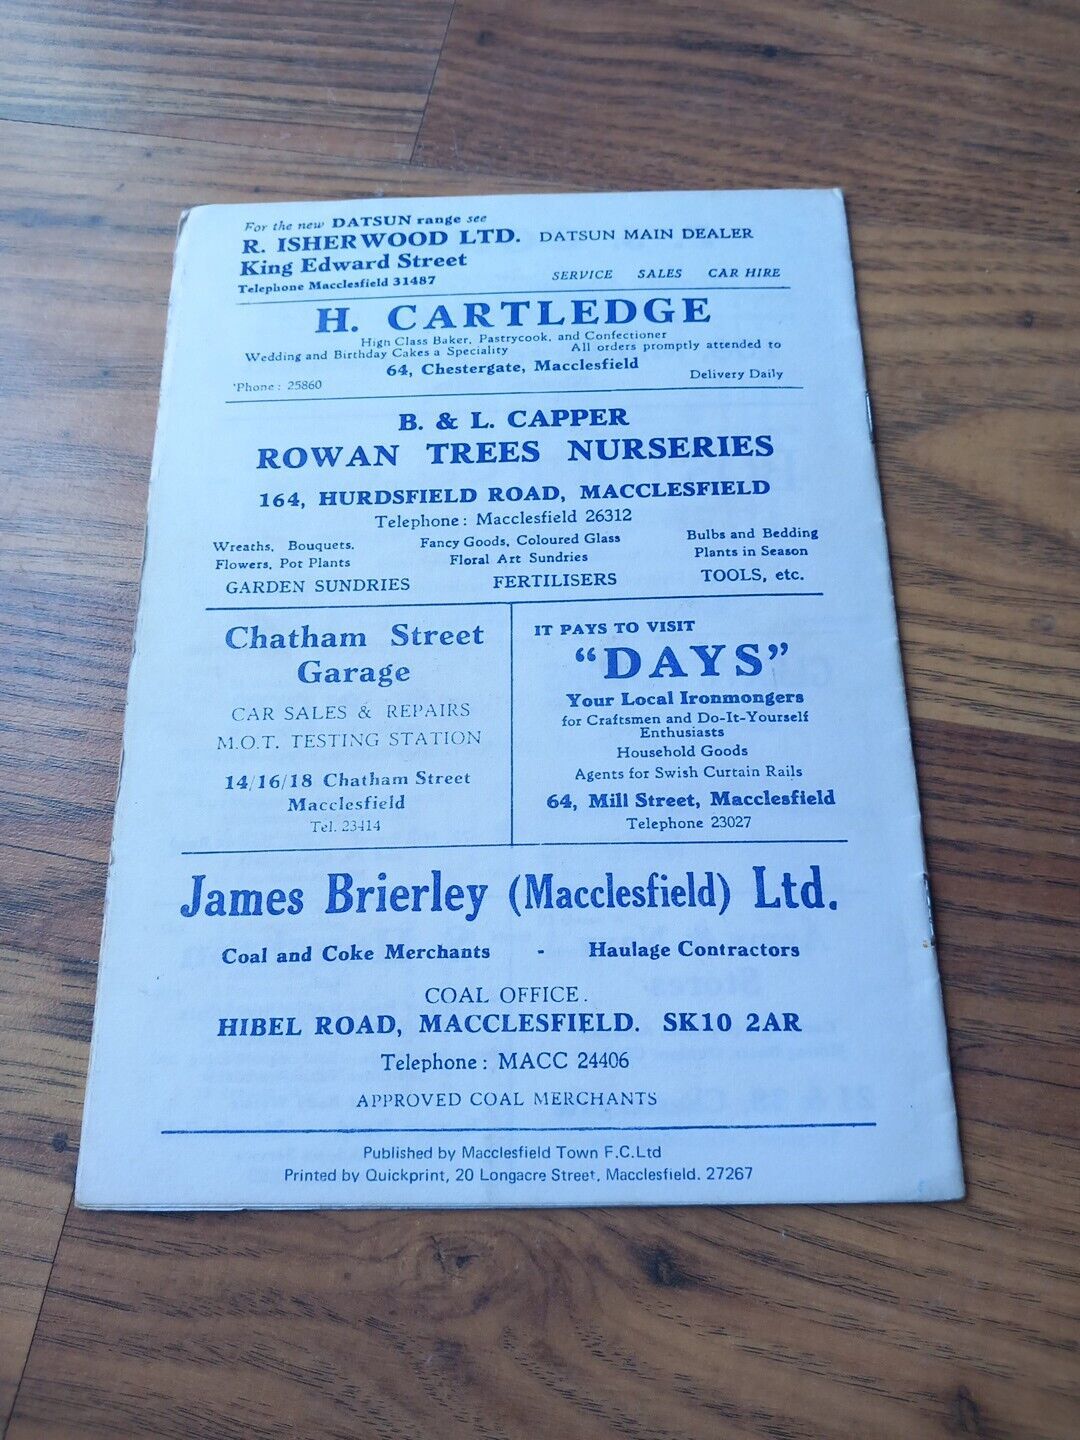 For the new DATSUN range see
R. ISHERWOOD LTD. DATSUN MAIN DEALER
King Edward Street
Telephone Macclesfield 31487 SERVICE SALES CAR HIRE
H. CARTLEDGE
High Class Baker, Pastrycook, and Confectioner
Wedding and Birthday Cakes a Speciality All orders promptly attended to
64, Chestergate, Macclesfield
'Phone: 25860 Delivery Daily
B. & L. CAPPER
ROWAN TREES NURSERIES
164, HURDSFIELD ROAD, MACCLESFIELD
Telephone: Macclesfield 26312
Wreaths, Bouquets,
Flowers, Pot Plants
Fancy Goods, Coloured Glass
Floral Art Sundries
Bulbs and Bedding
Plants in Season
GARDEN SUNDRIES FERTILISERS TOOLS, etc.
Chatham Street
Garage
CAR SALES & REPAIRS
M.O.T. TESTING STATION
14/16/18 Chatham Street
Macclesfield
Tel. 23414
IT PAYS TO VISIT
"DAYS"
Your Local Ironmongers
for Craftsmen and Do-It-Yourself
Enthusiasts
Household Goods
Agents for Swish Curtain Rails
64, Mill Street, Macclesfield
Telephone 23027
James Brierley (Macclesfield) Ltd.
Coal and Coke Merchants - Haulage Contractors
COAL OFFICE.
HIBEL ROAD, MACCLESFIELD. SK10 2AR
Telephone: MACC 24406
APPROVED COAL MERCHANTS
Published by Macclesfield Town F.C.Ltd
Printed by Quickprint, 20 Longacre Street, Macclesfield. 27267